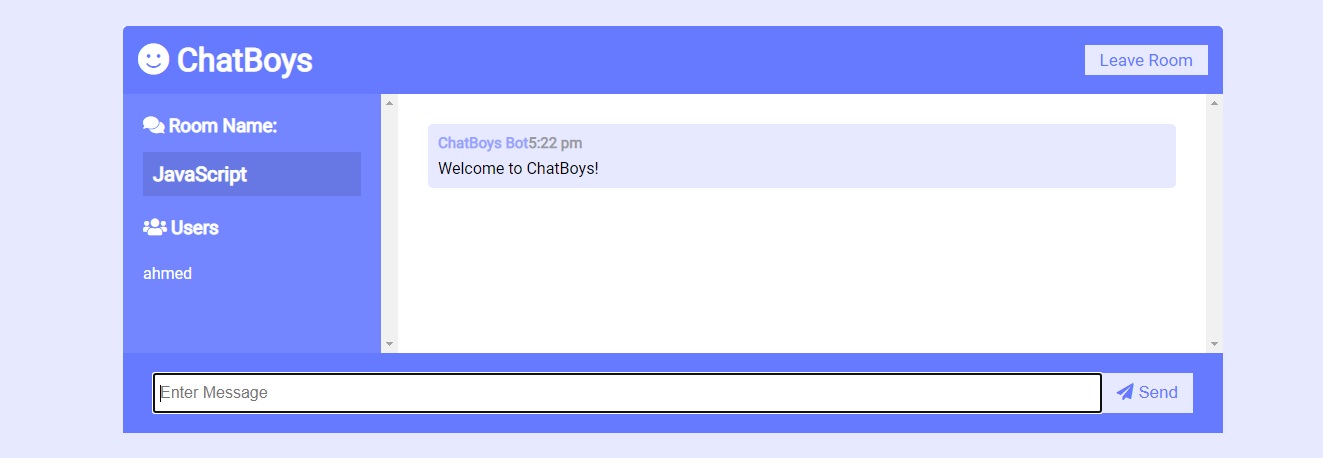 ChatBoys
Leave Room
Room Name:
JavaScript
Users
ahmed
ChatBoys Bot5:22 pm
Welcome to ChatBoys!
Enter Message
Send